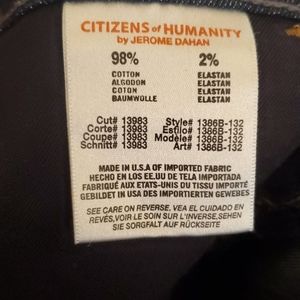 CITIZENS of HUMANITY
by JEROME DAHAN
98% 2%
COTTON ELASTAN
ALGODON ELASTAN
COTON ELASTAN
BAUMWOLLE ELASTAN
Cut# 13983 Style# 1386B-132
Corte# 13983 Estilo# 1386B-132
Coupe# 13983 Modèle# 1386B-132
Schnitt# 13983 Art# 1386B-132
MADE IN U.S.A OF IMPORTED FABRIC
HECHO EN LOS EE.UU DE TELA IMPORTADA
FABRIQUÉ AUX ETATS-UNIS DU TISSU IMPORTÉ
GEBILDET IN USA DES IMPORTIERTEN GEWEBES
SEE CARE ON REVERSE. VEA EL CUIDADO EN
REVÉS,VOIR LE SOIN SUR L'INVERSE,SEHEN
SIE SORGFALT AUF RÜCKSEITE